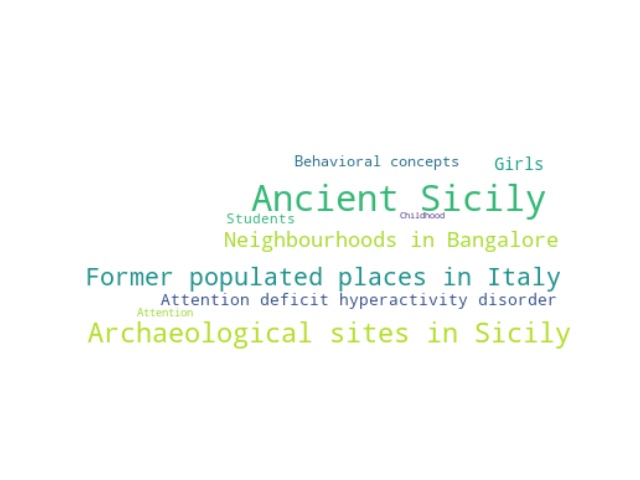 Behavioral concepts Girls
Ancient Sicily
Students Childhood
Neighbourhoods in Bangalore
Former populated places in Italy
Attention deficit hyperactivity disorder
Attention
Archaeological sites in Sicily